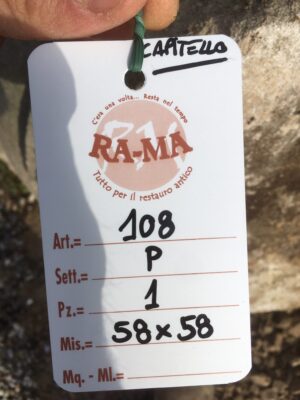 CAPITELLO
C'era una volta... Resta nel tempo
RA-MA
Tutto per il restauro antico
Art.= 108
Sett.= P
Pz.= 1
Mis.= 58x58
Mq. - Ml.=